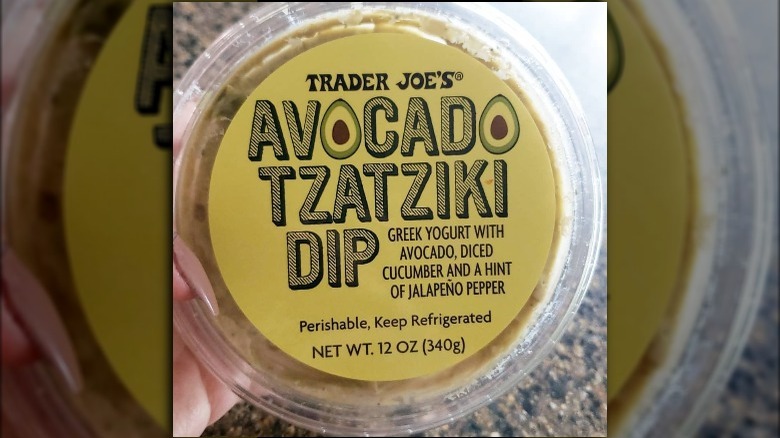 TRADER JOE'S®
AVOCADO
TZATZIKI
DIP
GREEK YOGURT WITH
AVOCADO, DICED
CUCUMBER AND A HINT
OF JALAPEÑO PEPPER
Perishable, Keep Refrigerated
NET WT. 12 OZ (340g)